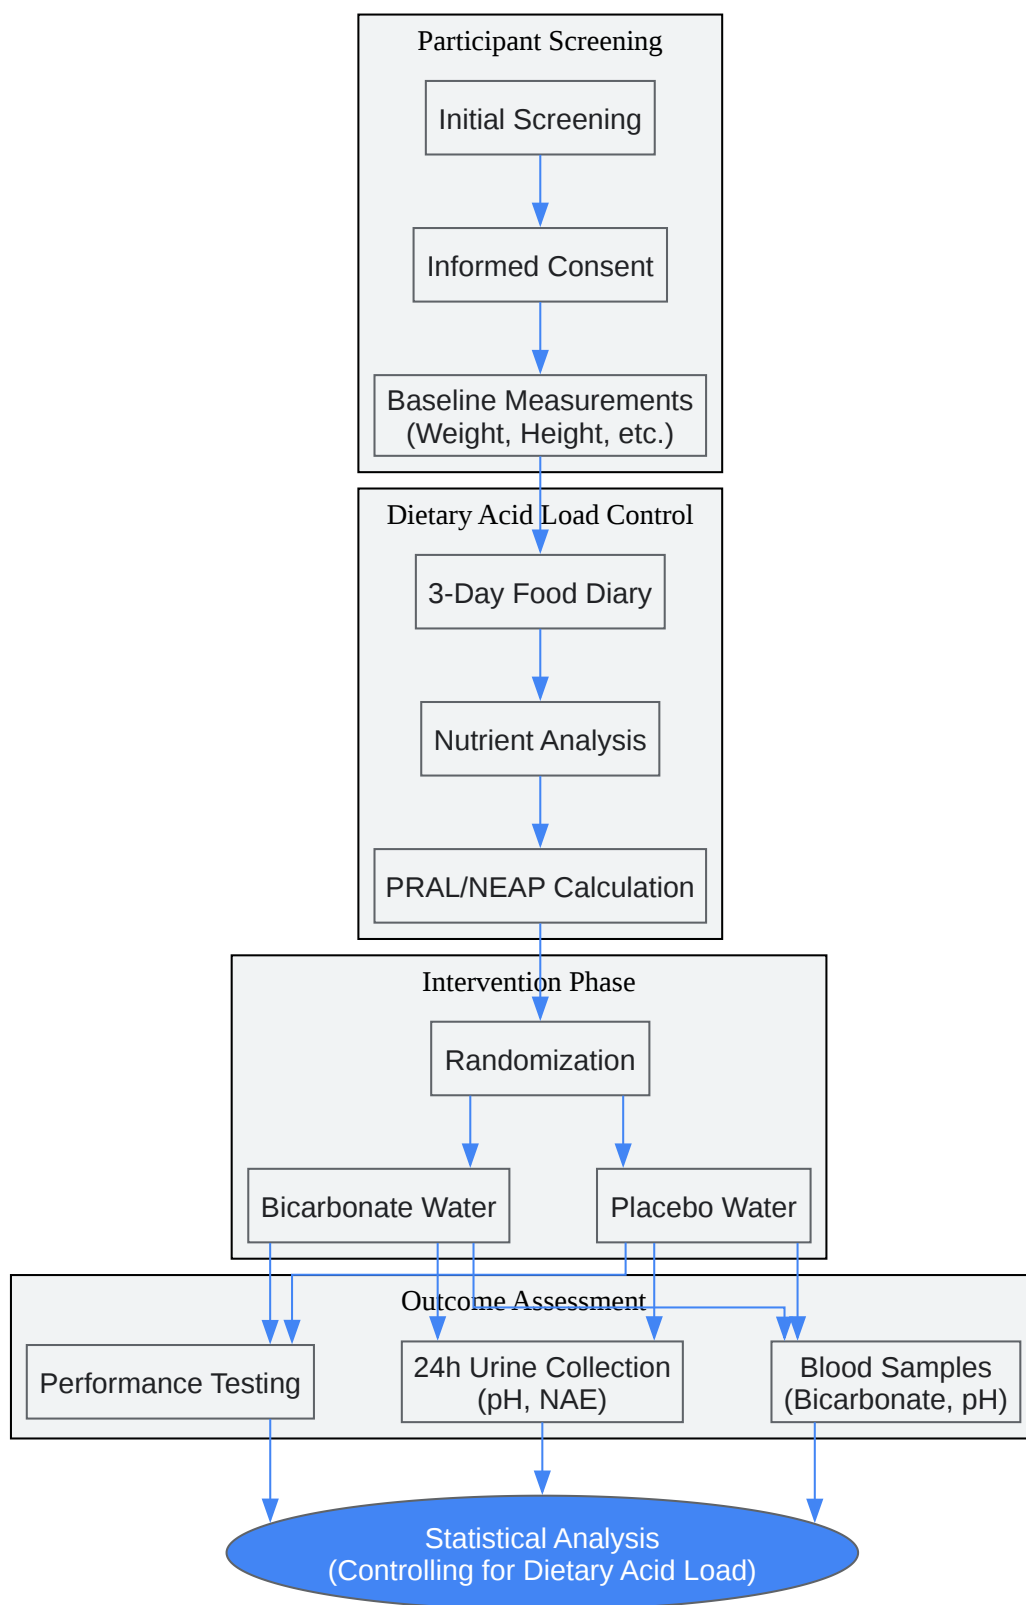 Participant Screening
Initial Screening
Informed Consent
Baseline Measurements
(Weight, Height, etc.)
Dietary Acid Load Control
3-Day Food Diary
Nutrient Analysis
PRAL/NEAP Calculation
Intervention Phase
Randomization
Bicarbonate Water
Placebo Water
Outcome Assessment
Performance Testing
24h Urine Collection
(pH, NAE)
Blood Samples
(Bicarbonate, pH)
Statistical Analysis
(Controlling for Dietary Acid Load)